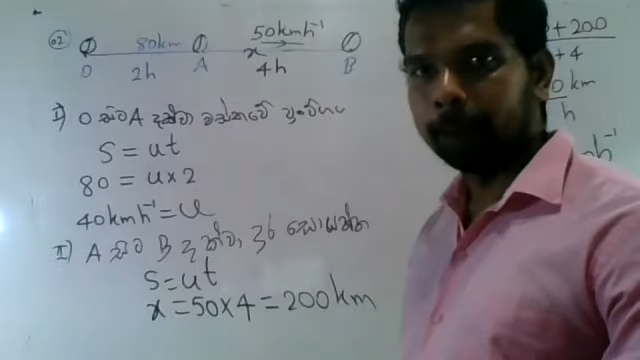 02 80km 50kmh⁻¹
x
O 2h A 4h B
I) O සිට A දක්වා වස්තුවේ ප්‍රවේගය
S = ut
80 = u×2
40kmh⁻¹ = u
II) A සිට B දක්වා දුර සොයන්න
S = ut
x = 50×4 = 200km
+200
+4
0 km
h